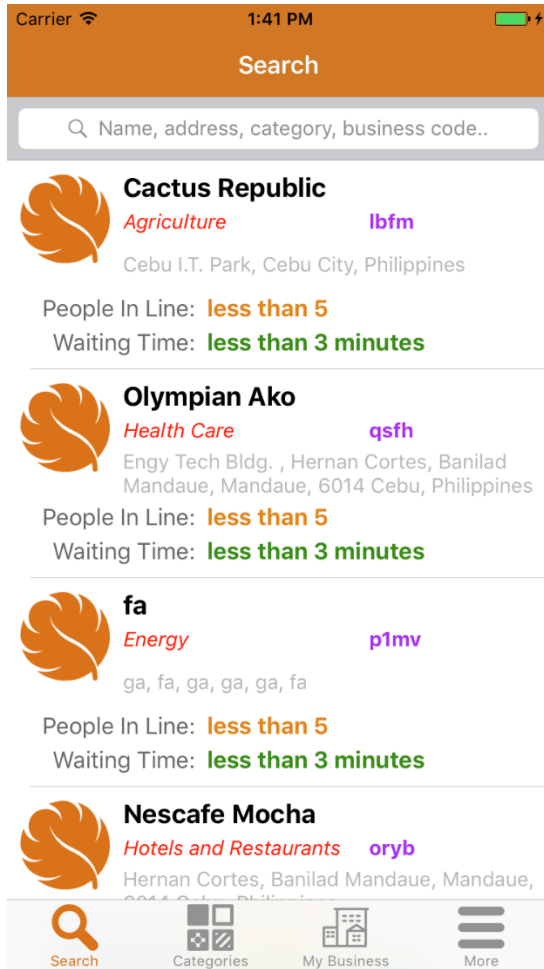 Carrier 1:41 PM
Search
Name, address, category, business code..
Cactus Republic
Agriculture lbfm
Cebu I.T. Park, Cebu City, Philippines
People In Line: less than 5
Waiting Time: less than 3 minutes
Olympian Ako
Health Care qsfh
Engy Tech Bldg. , Hernan Cortes, Banilad
Mandaue, Mandaue, 6014 Cebu, Philippines
People In Line: less than 5
Waiting Time: less than 3 minutes
fa
Energy p1mv
ga, fa, ga, ga, ga, fa
People In Line: less than 5
Waiting Time: less than 3 minutes
Nescafe Mocha
Hotels and Restaurants oryb
Hernan Cortes, Banilad Mandaue, Mandaue,
6014 Cebu, Philippines
Search Categories My Business More